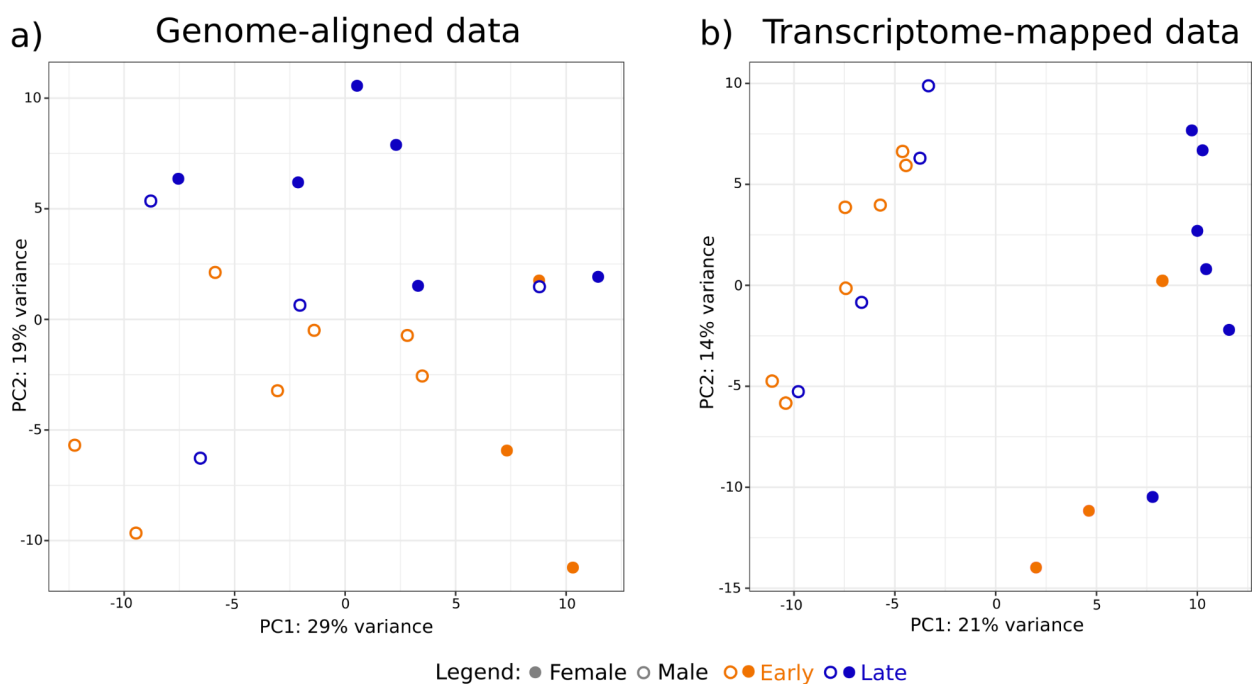 a) Genome-aligned data
10
5
0
-5
-10
PC2: 19% variance
-10 -5 0 5 10
PC1: 29% variance
b) Transcriptome-mapped data
10
5
0
-5
-10
-15
PC2: 14% variance
-10 -5 0 5 10
PC1: 21% variance
Legend: Female Male Early Late